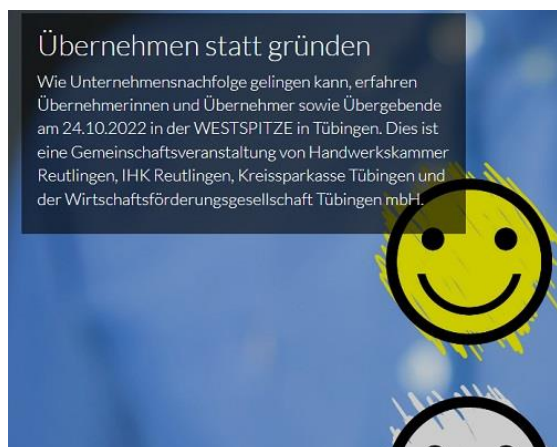 Übernehmen statt gründen
Wie Unternehmensnachfolge gelingen kann, erfahren
Übernehmerinnen und Übernehmer sowie Übergebende
am 24.10.2022 in der WESTSPITZE in Tübingen. Dies ist
eine Gemeinschaftsveranstaltung von Handwerkskammer
Reutlingen, IHK Reutlingen, Kreissparkasse Tübingen und
der Wirtschaftsförderungsgesellschaft Tübingen mbH.